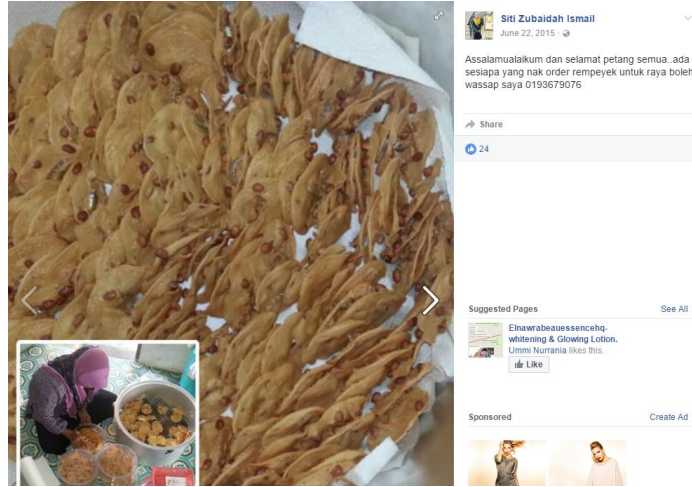 Siti Zubaidah Ismail
June 22, 2015
Assalamualaikum dan selamat petang semua..ada
sesiapa yang nak order rempeyek untuk raya boleh
wassap saya 0193679076
Share
24
Suggested Pages
See All
Elnawrabeauessencehq-
whitening & Glowing Lotion.
Ummi Nurrania likes this.
Like
Sponsored
Create Ad